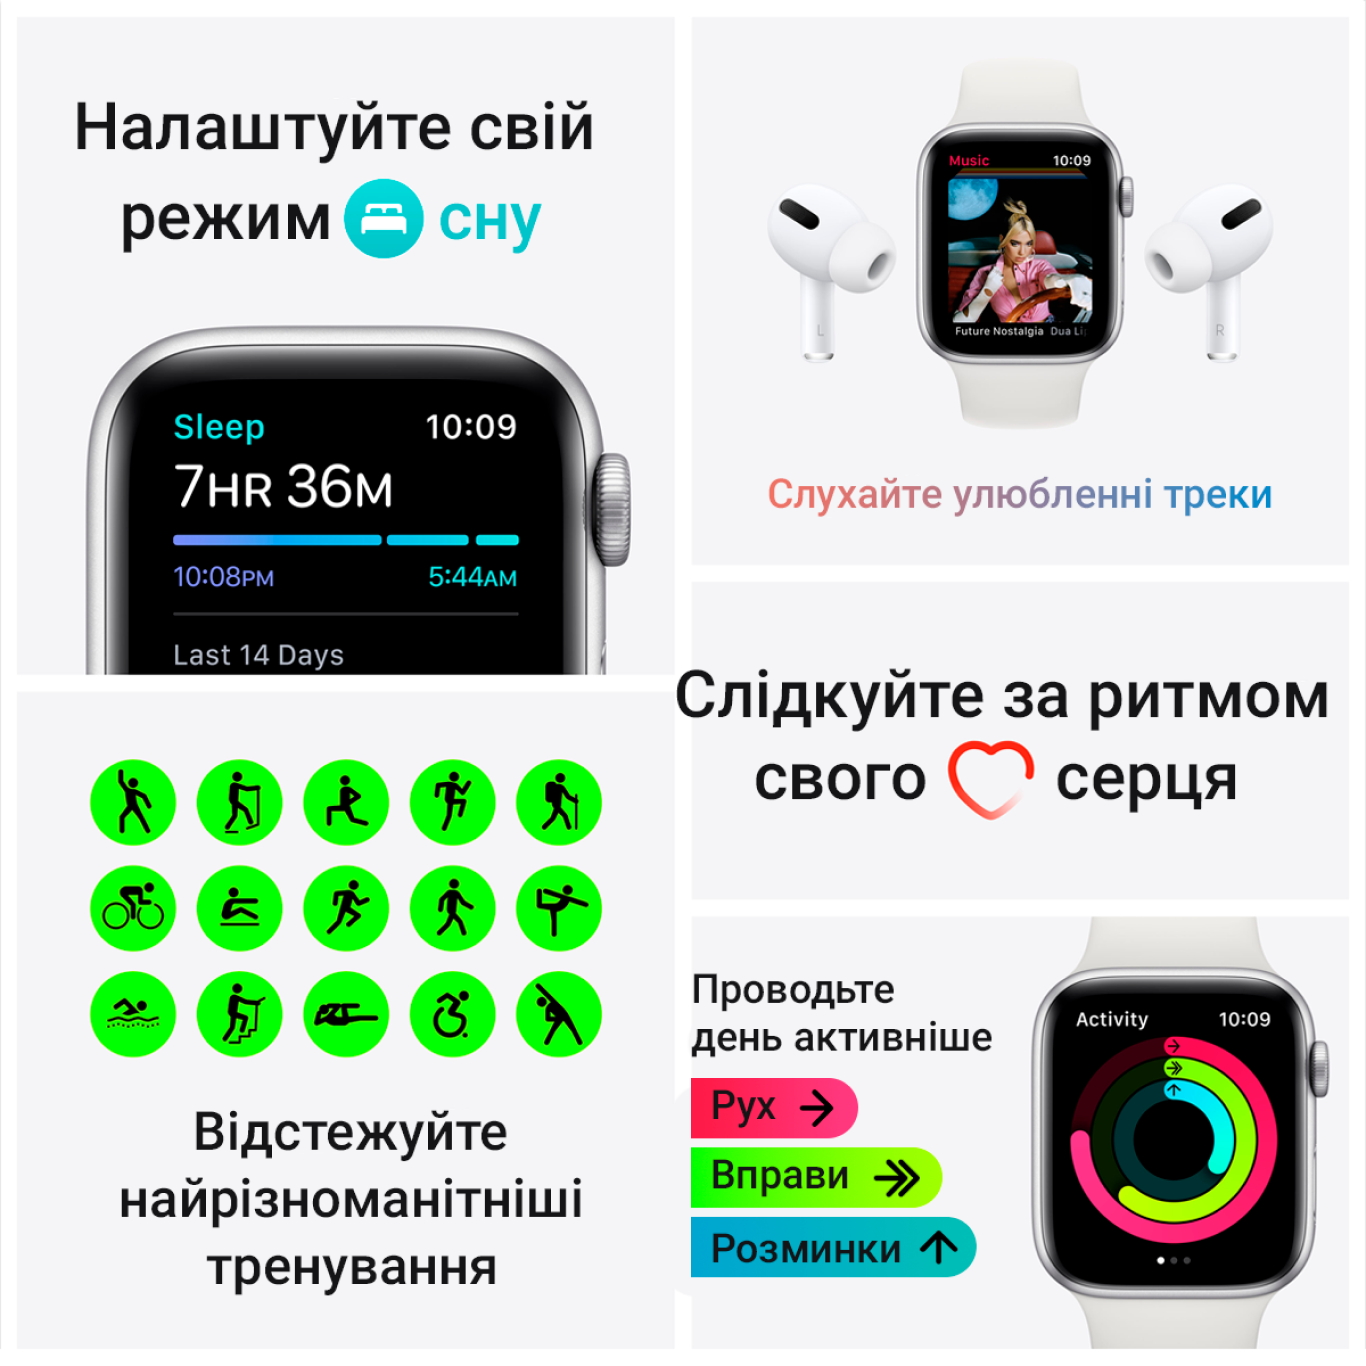 Налаштуйте свій
режим сну
Sleep 10:09
7HR 36M
10:08PM 5:44AM
Last 14 Days
Music 10:09
Future Nostalgia Dua Li
L
R
Слухайте улюбленні треки
Слідкуйте за ритмом
свого серця
Відстежуйте
найрізноманітніші
тренування
Проводьте
день активніше
Рух
Вправи
Розминки
Activity 10:09